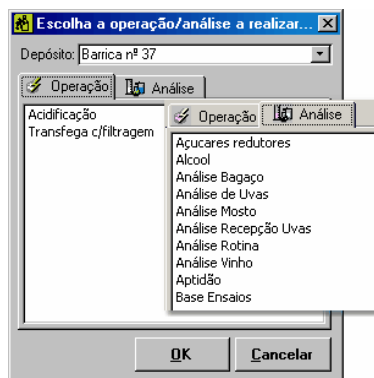 Escolha a operação/análise a realizar...
Depósito: Barrica nº 37
Operação Análise
Acidificação
Transfega c/filtragem
Operação Análise
Açucares redutores
Alcool
Análise Bagaço
Análise de Uvas
Análise Mosto
Análise Recepção Uvas
Análise Rotina
Análise Vinho
Aptidão
Base Ensaios
OK Cancelar